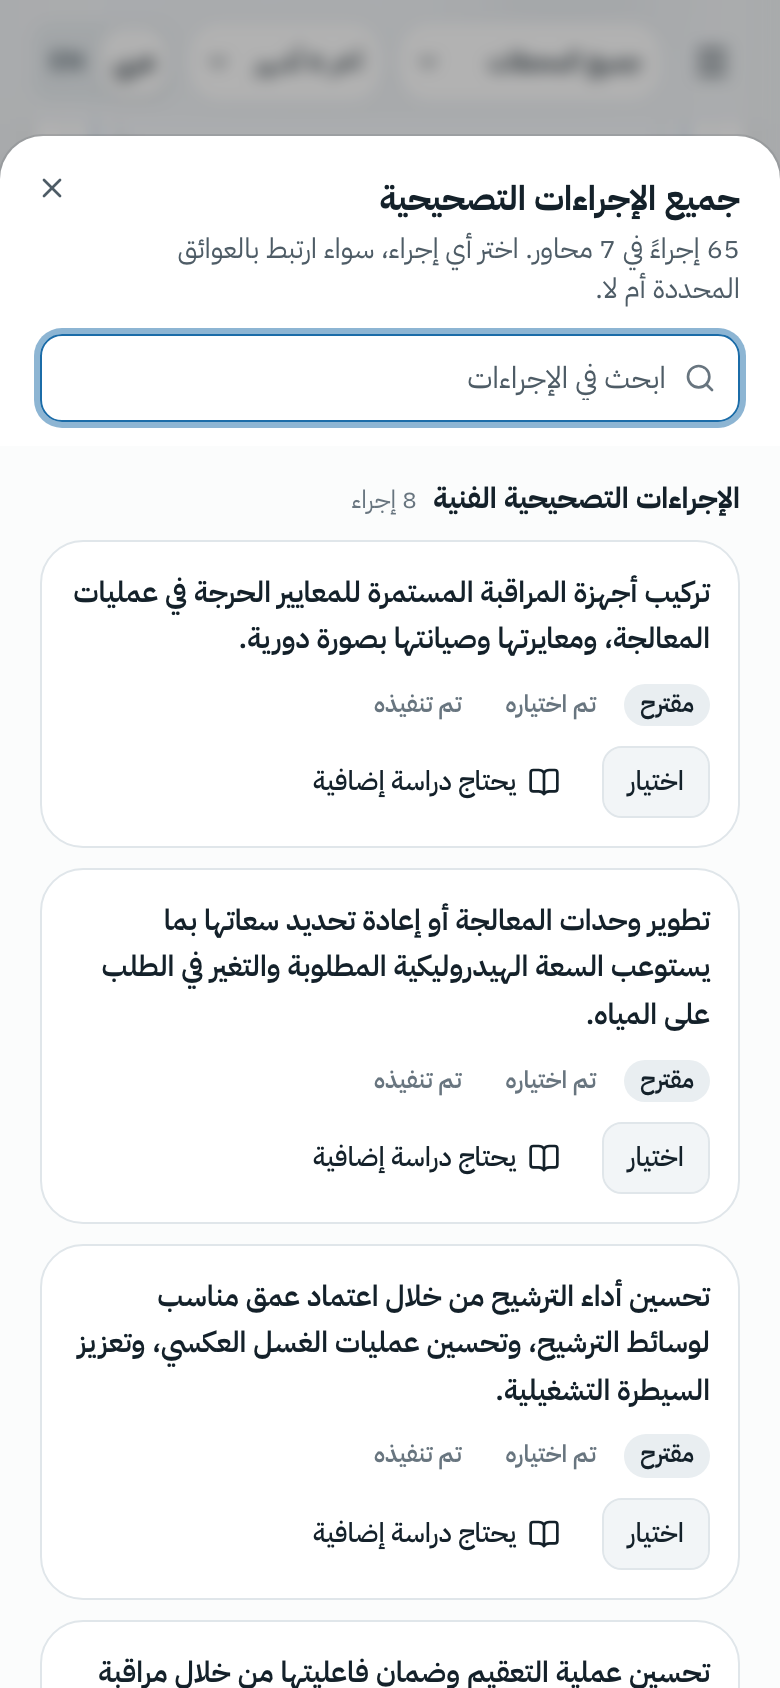 جميع الإجراءات التصحيحية
65 إجراءً في 7 محاور. اختر أي إجراء، سواء ارتبط بالعوائق
المحددة أم لا.
ابحث في الإجراءات
الإجراءات التصحيحية الفنية 8 إجراء
تركيب أجهزة المراقبة المستمرة للمعايير الحرجة في عمليات
المعالجة، ومعايرتها وصيانتها بصورة دورية.
مقترح تم اختياره تم تنفيذه
اختيار يحتاج دراسة إضافية
تطوير وحدات المعالجة أو إعادة تحديد سعاتها بما
يستوعب السعة الهيدروليكية المطلوبة والتغير في الطلب
على المياه.
مقترح تم اختياره تم تنفيذه
اختيار يحتاج دراسة إضافية
تحسين أداء الترشيح من خلال اعتماد عمق مناسب
لوسائط الترشيح، وتحسين عمليات الغسل العكسي، وتعزيز
السيطرة التشغيلية.
مقترح تم اختياره تم تنفيذه
اختيار يحتاج دراسة إضافية
تحسين عملية التعقيم وضمان فاعليتها من خلال مراقبة